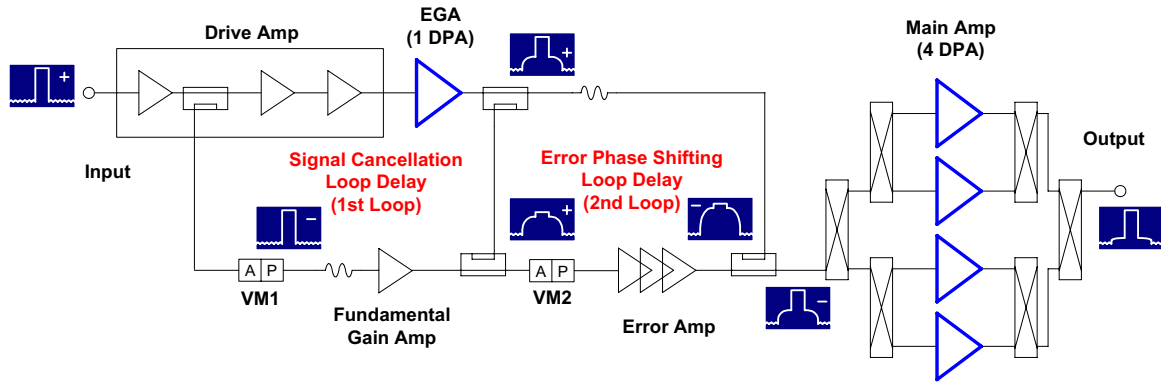 EGA
(1 DPA)
Drive Amp
Main Amp
(4 DPA)
+
+
Input
Signal Cancellation
Loop Delay
(1st Loop)
Error Phase Shifting
Loop Delay
(2nd Loop)
Output
−
+
−
A P
VM1
Fundamental
Gain Amp
A P
VM2
Error Amp
−